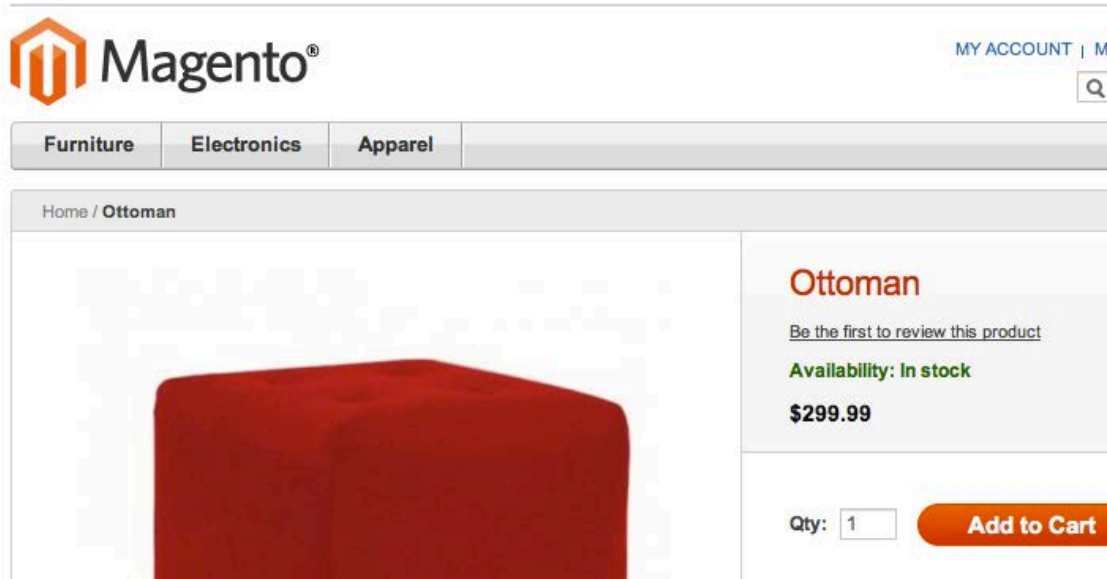 Magento®
MY ACCOUNT |
Furniture Electronics Apparel
Home / Ottoman
Ottoman
Be the first to review this product
Availability: In stock
$299.99
Qty: 1 Add to Cart